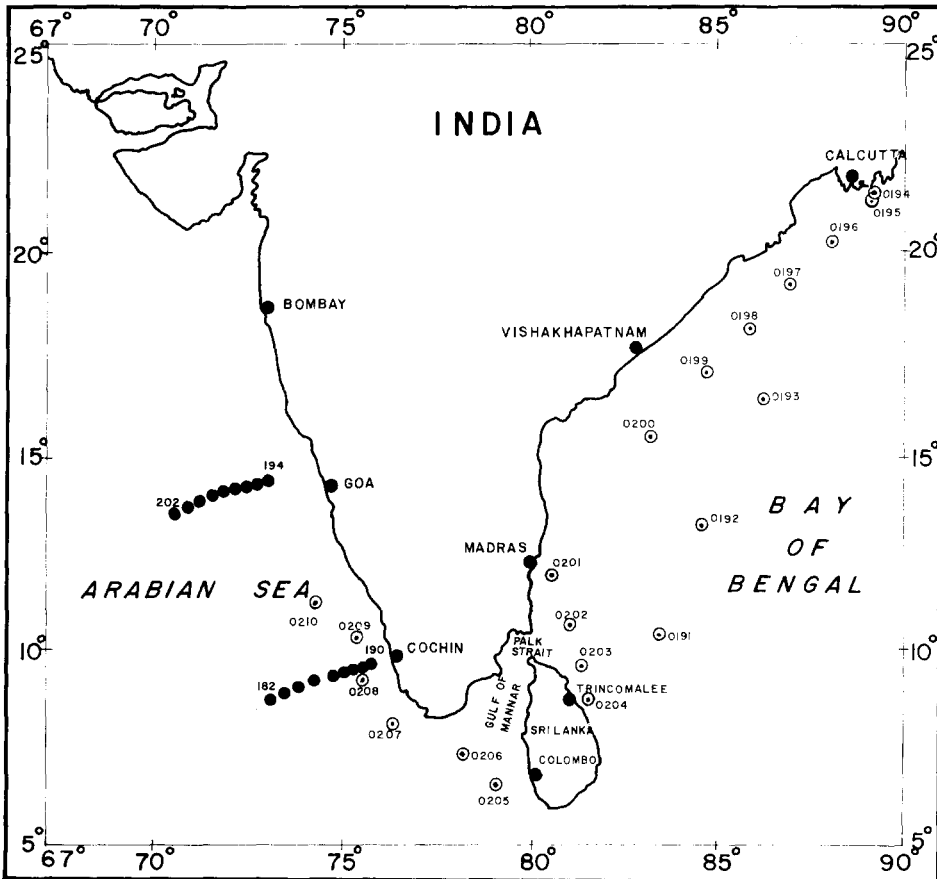 67° 70° 75° 80° 85° 90°
25° 25°
INDIA
CALCUTTA
0194
0195
0196
20° 20°
0197
BOMBAY
0198
VISHAKHAPATNAM
0199
0193
0200
15° 15°
194
202
GOA
0192
BAY
OF
BENGAL
MADRAS
0201
ARABIAN SEA
0210
0209
0202
0191
10° 10°
190
COCHIN
PALK
STRAIT
0203
182
0208
GULF OF
MANNAR
TRINCOMALEE
0204
0207
SRI LANKA
0206
COLOMBO
0205
5° 5°
67° 70° 75° 80° 85° 90°